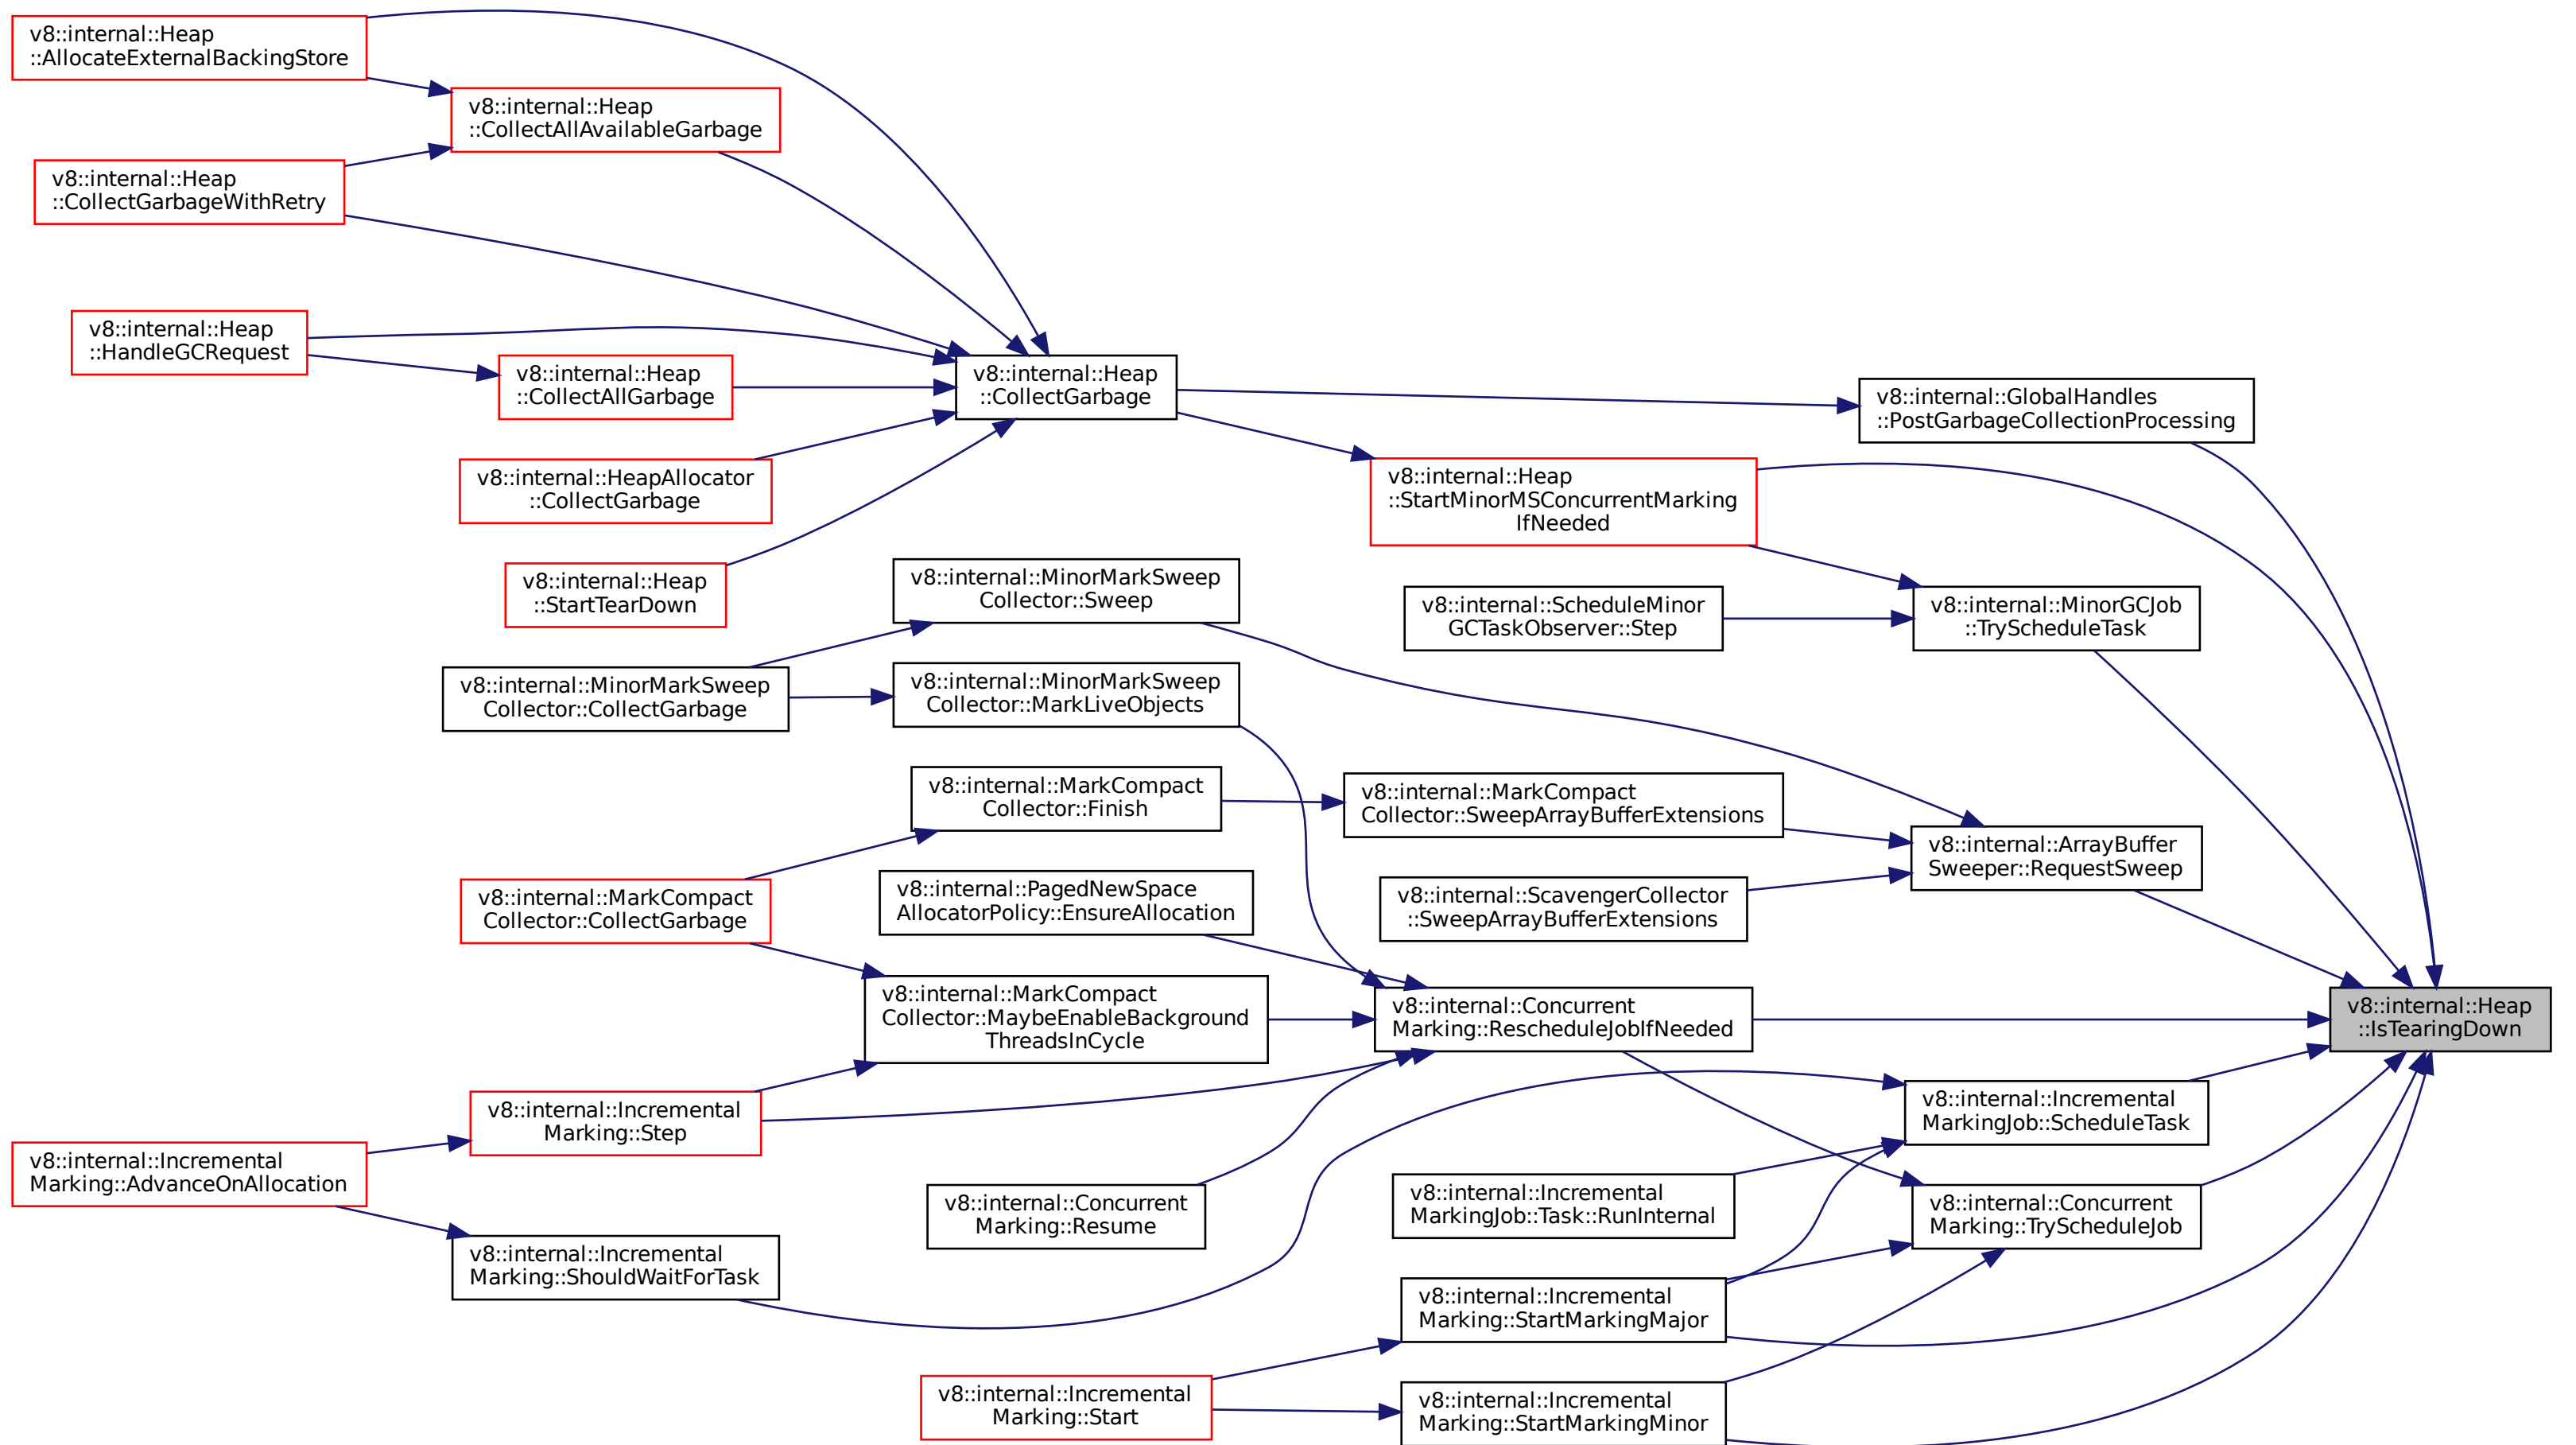 v8::internal::Heap
::AllocateExternalBackingStore
v8::internal::Heap
::CollectAllAvailableGarbage
v8::internal::Heap
::CollectGarbageWithRetry
v8::internal::Heap
::HandleGCRequest
v8::internal::Heap
::CollectAllGarbage
v8::internal::Heap
::CollectGarbage
v8::internal::GlobalHandles
::PostGarbageCollectionProcessing
v8::internal::HeapAllocator
::CollectGarbage
v8::internal::Heap
::StartMinorMSConcurrentMarking
IfNeeded
v8::internal::Heap
::StartTearDown
v8::internal::MinorMarkSweep
Collector::Sweep
v8::internal::ScheduleMinor
GCTaskObserver::Step
v8::internal::MinorGCJob
::TryScheduleTask
v8::internal::MinorMarkSweep
Collector::CollectGarbage
v8::internal::MinorMarkSweep
Collector::MarkLiveObjects
v8::internal::MarkCompact
Collector::Finish
v8::internal::MarkCompact
Collector::SweepArrayBufferExtensions
v8::internal::ArrayBuffer
Sweeper::RequestSweep
v8::internal::MarkCompact
Collector::CollectGarbage
v8::internal::PagedNewSpace
AllocatorPolicy::EnsureAllocation
v8::internal::ScavengerCollector
::SweepArrayBufferExtensions
v8::internal::MarkCompact
Collector::MaybeEnableBackground
ThreadsInCycle
v8::internal::Concurrent
Marking::RescheduleJobIfNeeded
v8::internal::Heap
::IsTearingDown
v8::internal::Incremental
Marking::Step
v8::internal::Incremental
MarkingJob::ScheduleTask
v8::internal::Incremental
Marking::AdvanceOnAllocation
v8::internal::Concurrent
Marking::Resume
v8::internal::Incremental
MarkingJob::Task::RunInternal
v8::internal::Concurrent
Marking::TryScheduleJob
v8::internal::Incremental
Marking::ShouldWaitForTask
v8::internal::Incremental
Marking::StartMarkingMajor
v8::internal::Incremental
Marking::Start
v8::internal::Incremental
Marking::StartMarkingMinor